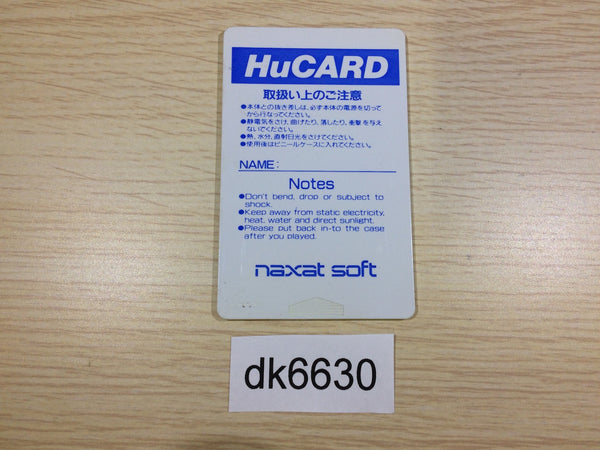 HuCARD
取扱い上のご注意
●本体との抜き差しは、必ず本体の電源を切って
から行なってください。
●静電気をさけ、曲げたり、落したり、衝撃を与え
ないでください。
●熱、水分、直射日光をさけてください。
●使用後はビニールケースに入れてください。
NAME:
Notes
●Don't bend, drop or subject to
shock.
●Keep away from static electricity,
heat, water and direct sunlight.
●Please put back in-to the case
after you played.
naxat soft
dk6630